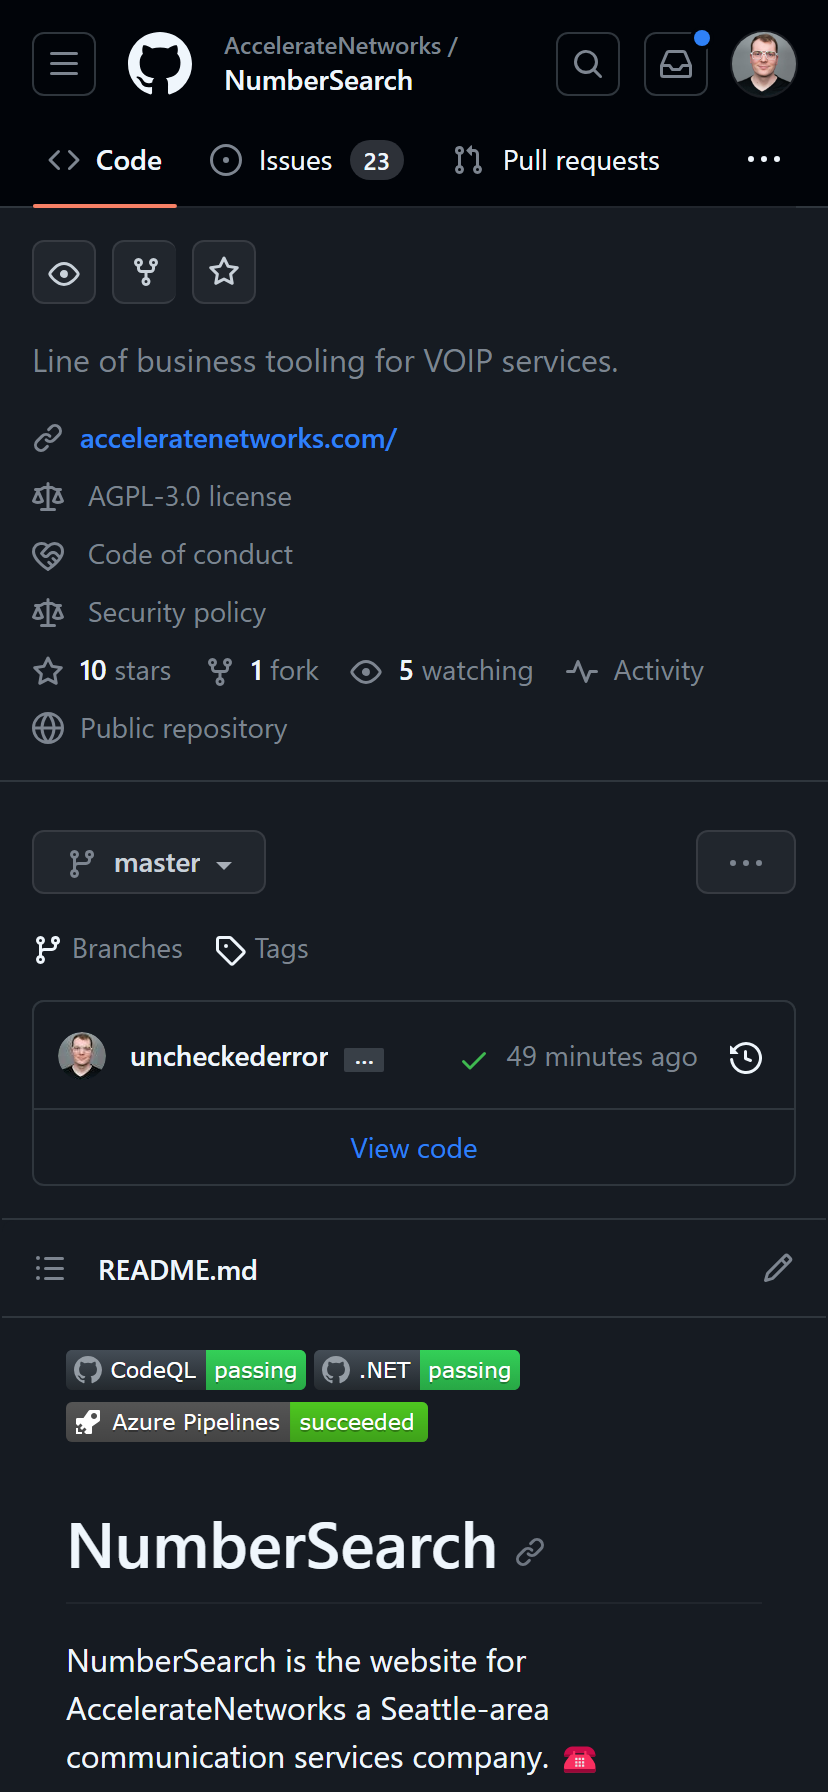 AccelerateNetworks /
NumberSearch
Code Issues 23 Pull requests
Line of business tooling for VOIP services.
acceleratenetworks.com/
AGPL-3.0 license
Code of conduct
Security policy
10 stars 1 fork 5 watching Activity
Public repository
master
Branches Tags
uncheckederror ... 49 minutes ago
View code
README.md
CodeQL passing .NET passing
Azure Pipelines succeeded
NumberSearch
NumberSearch is the website for
AccelerateNetworks a Seattle-area
communication services company. ☎️